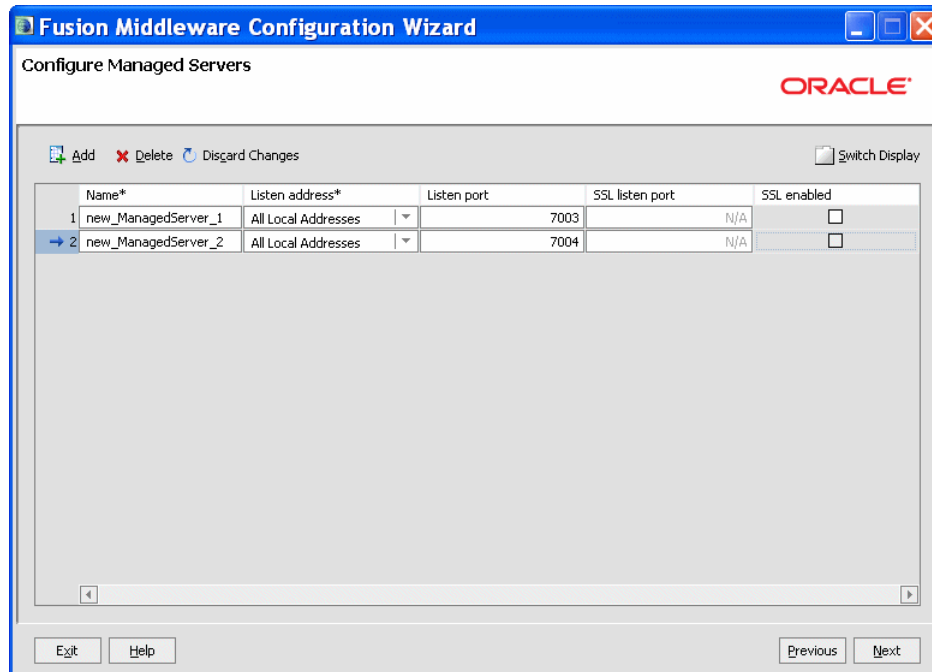 Fusion Middleware Configuration Wizard
Configure Managed Servers
ORACLE
Add Delete Discard Changes Switch Display
Name* Listen address* Listen port SSL listen port SSL enabled
1 new_ManagedServer_1 All Local Addresses 7003 N/A
2 new_ManagedServer_2 All Local Addresses 7004 N/A
Exit Help Previous Next